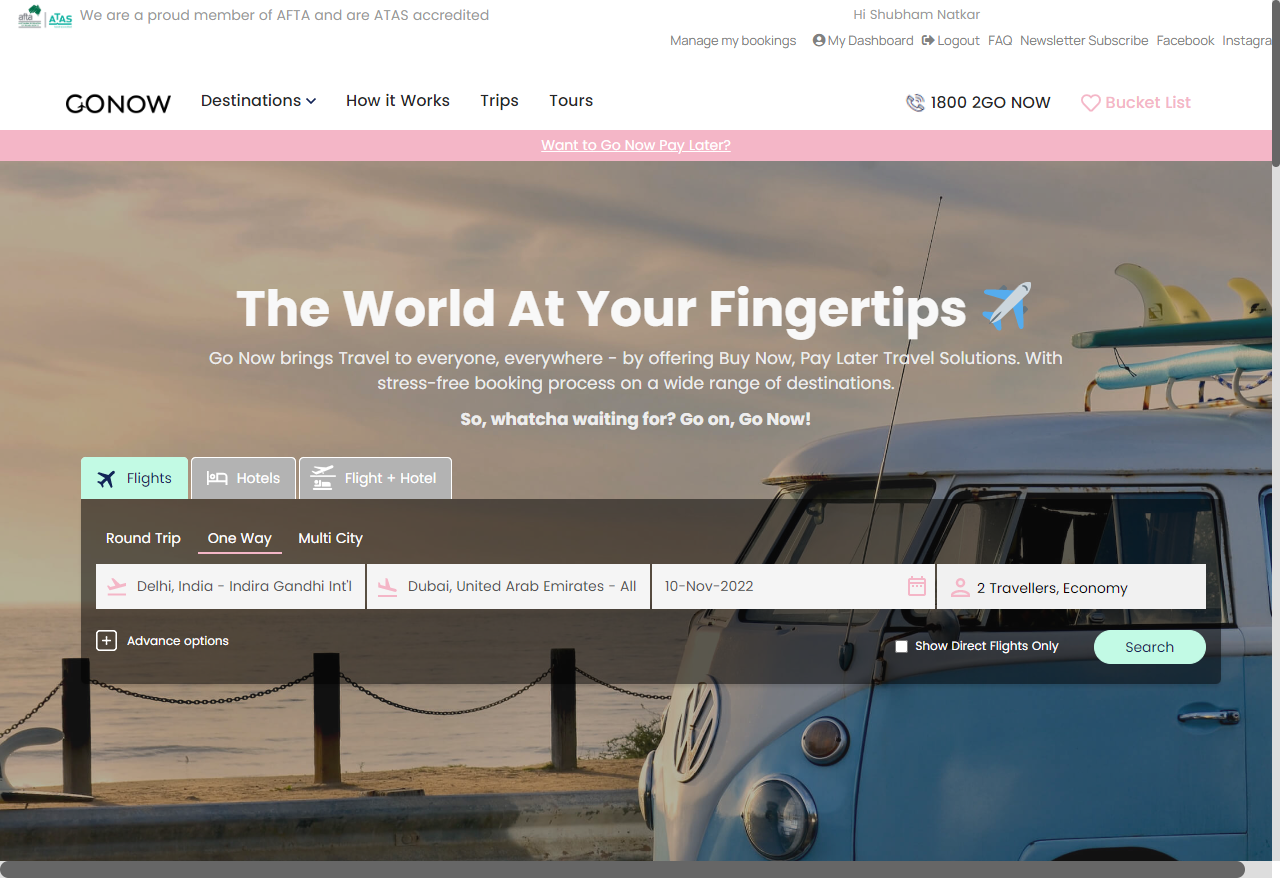 afta ATAS We are a proud member of AFTA and are ATAS accredited
Hi Shubham Natkar
Manage my bookings My Dashboard Logout FAQ Newsletter Subscribe Facebook Instagra
GONOW Destinations How it Works Trips Tours 1800 2GO NOW Bucket List
Want to Go Now Pay Later?
The World At Your Fingertips
Go Now brings Travel to everyone, everywhere - by offering Buy Now, Pay Later Travel Solutions. With
stress-free booking process on a wide range of destinations.
So, whatcha waiting for? Go on, Go Now!
Flights Hotels Flight + Hotel
Round Trip One Way Multi City
Delhi, India - Indira Gandhi Int'l Dubai, United Arab Emirates - All 10-Nov-2022 2 Travellers, Economy
Advance options Show Direct Flights Only Search